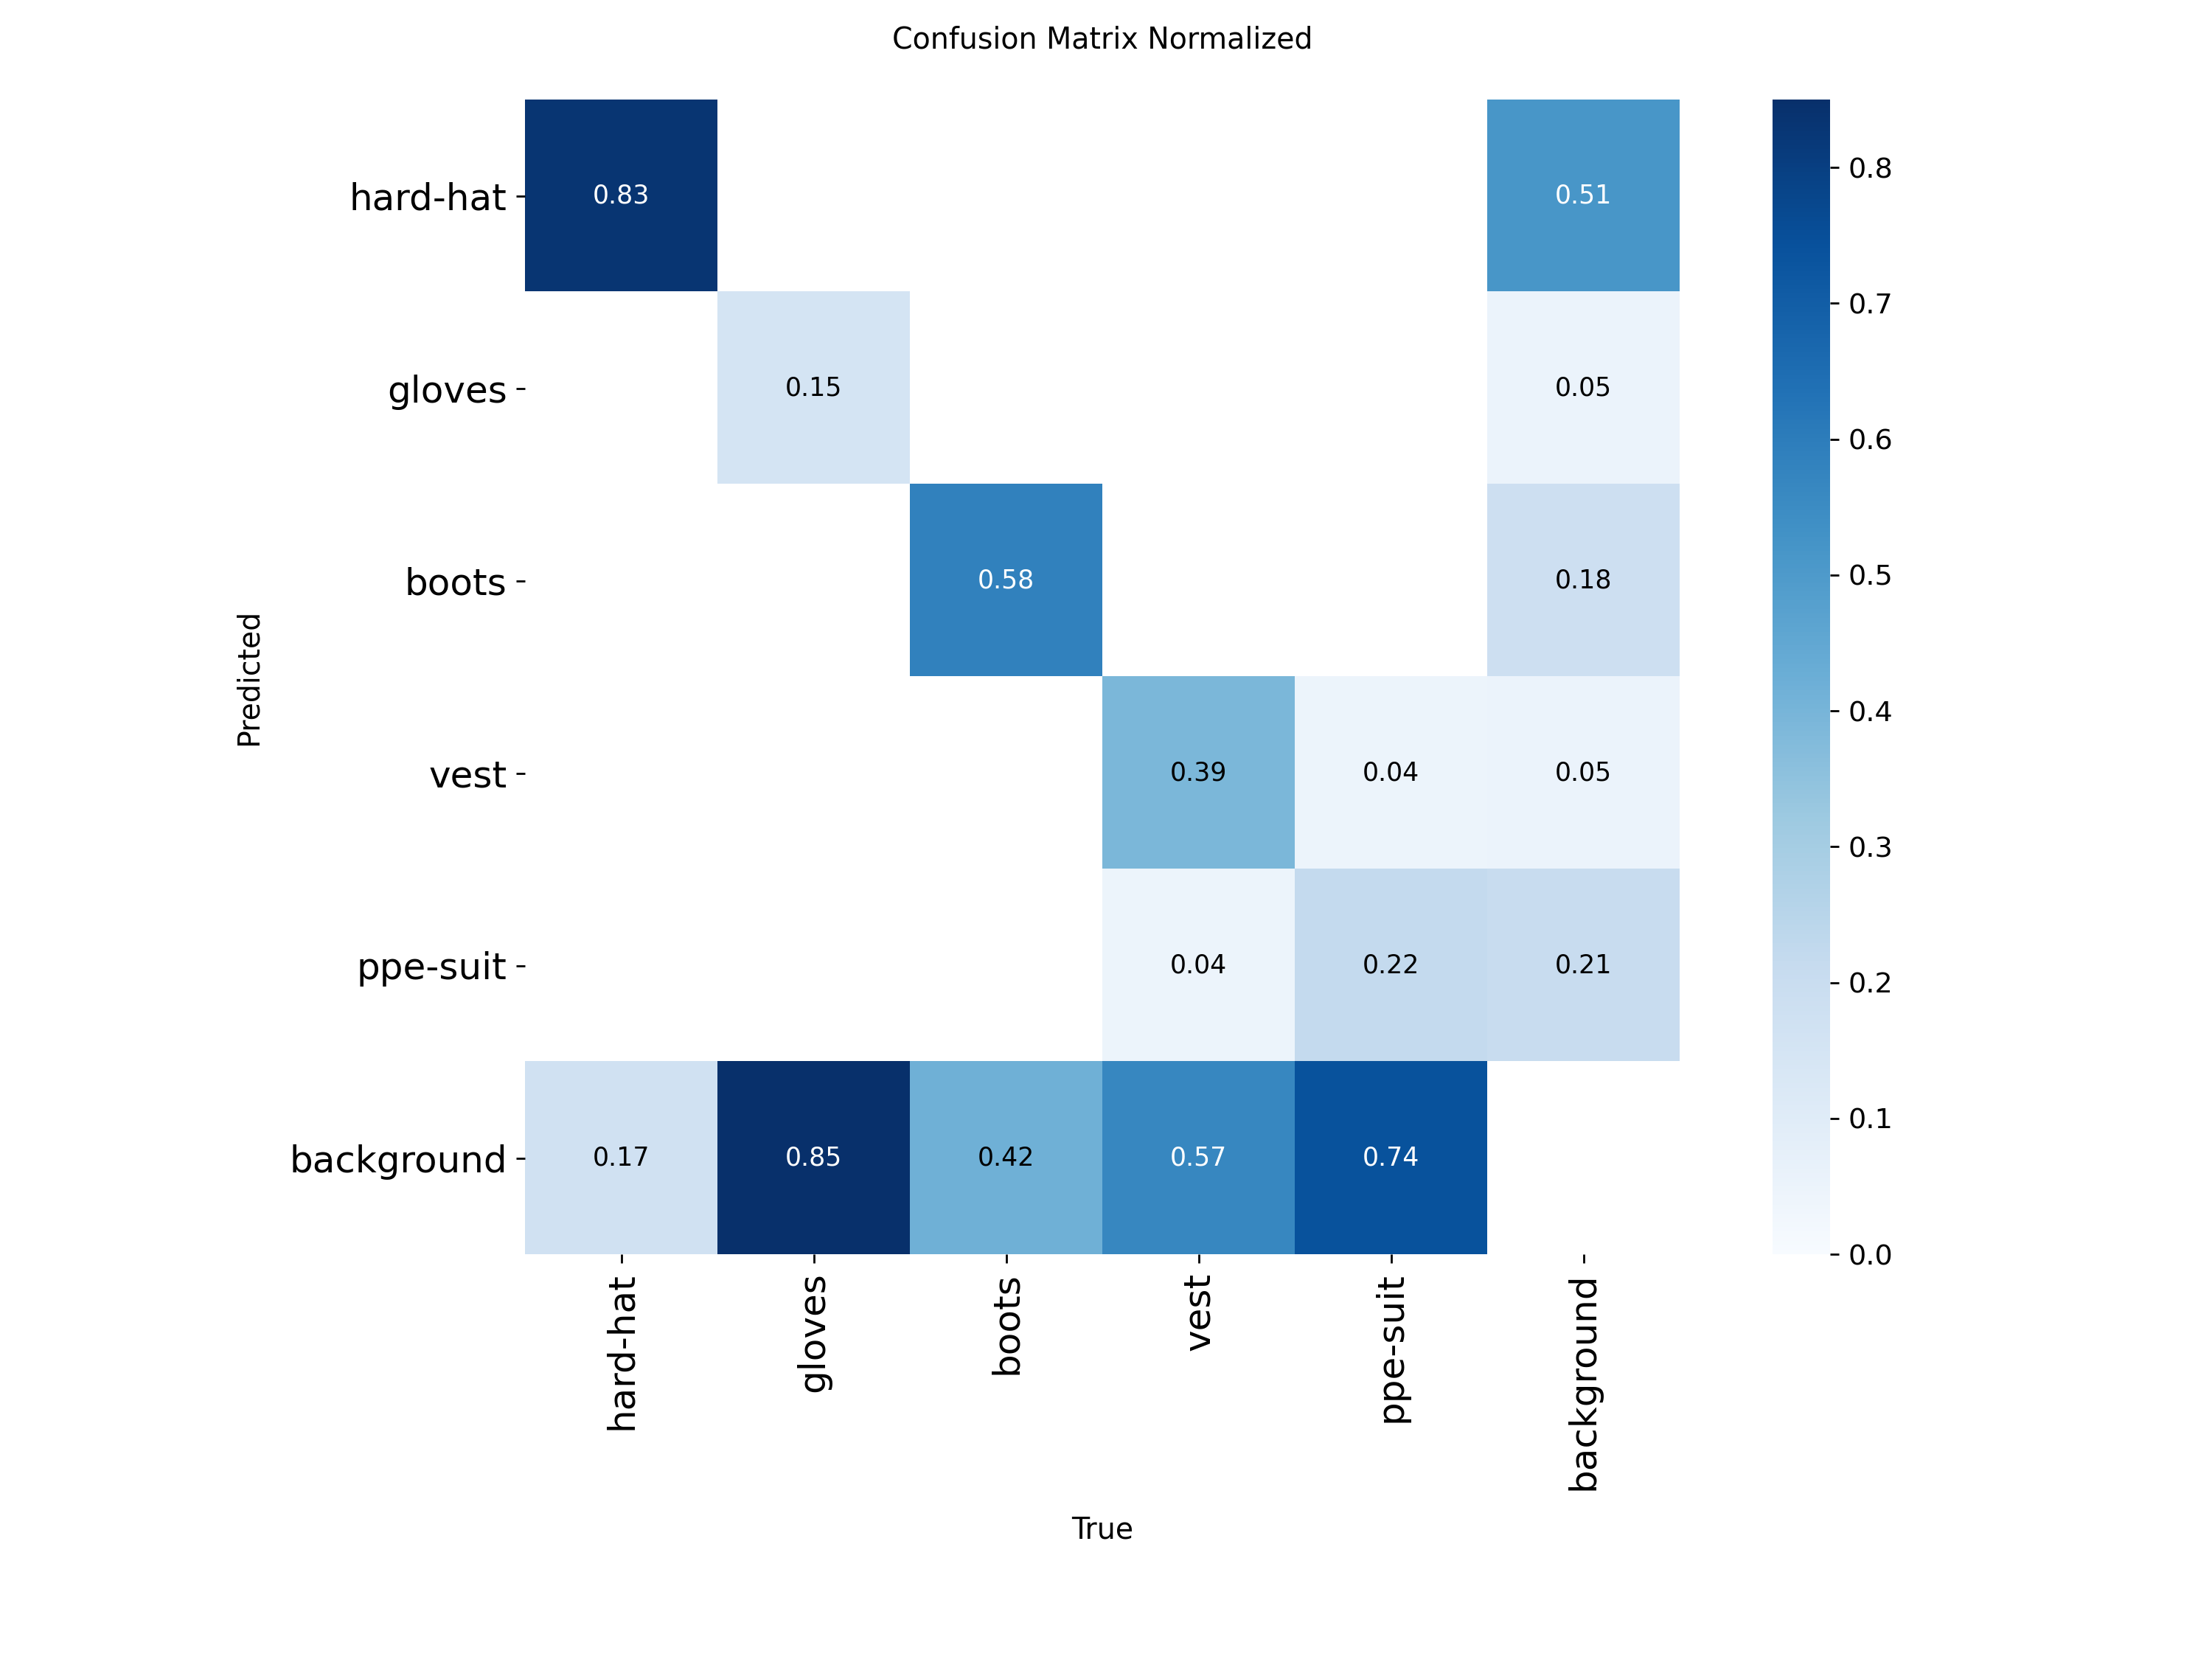 Confusion Matrix Normalized
hard-hat 0.83 0.51 0.8
0.7
gloves 0.15 0.05
0.6
boots 0.58 0.18 0.5
Predicted
0.4
vest 0.39 0.04 0.05
0.3
ppe-suit 0.04 0.22 0.21
0.2
background 0.17 0.85 0.42 0.57 0.74
0.1
0.0
hard-hat gloves boots vest ppe-suit background
True